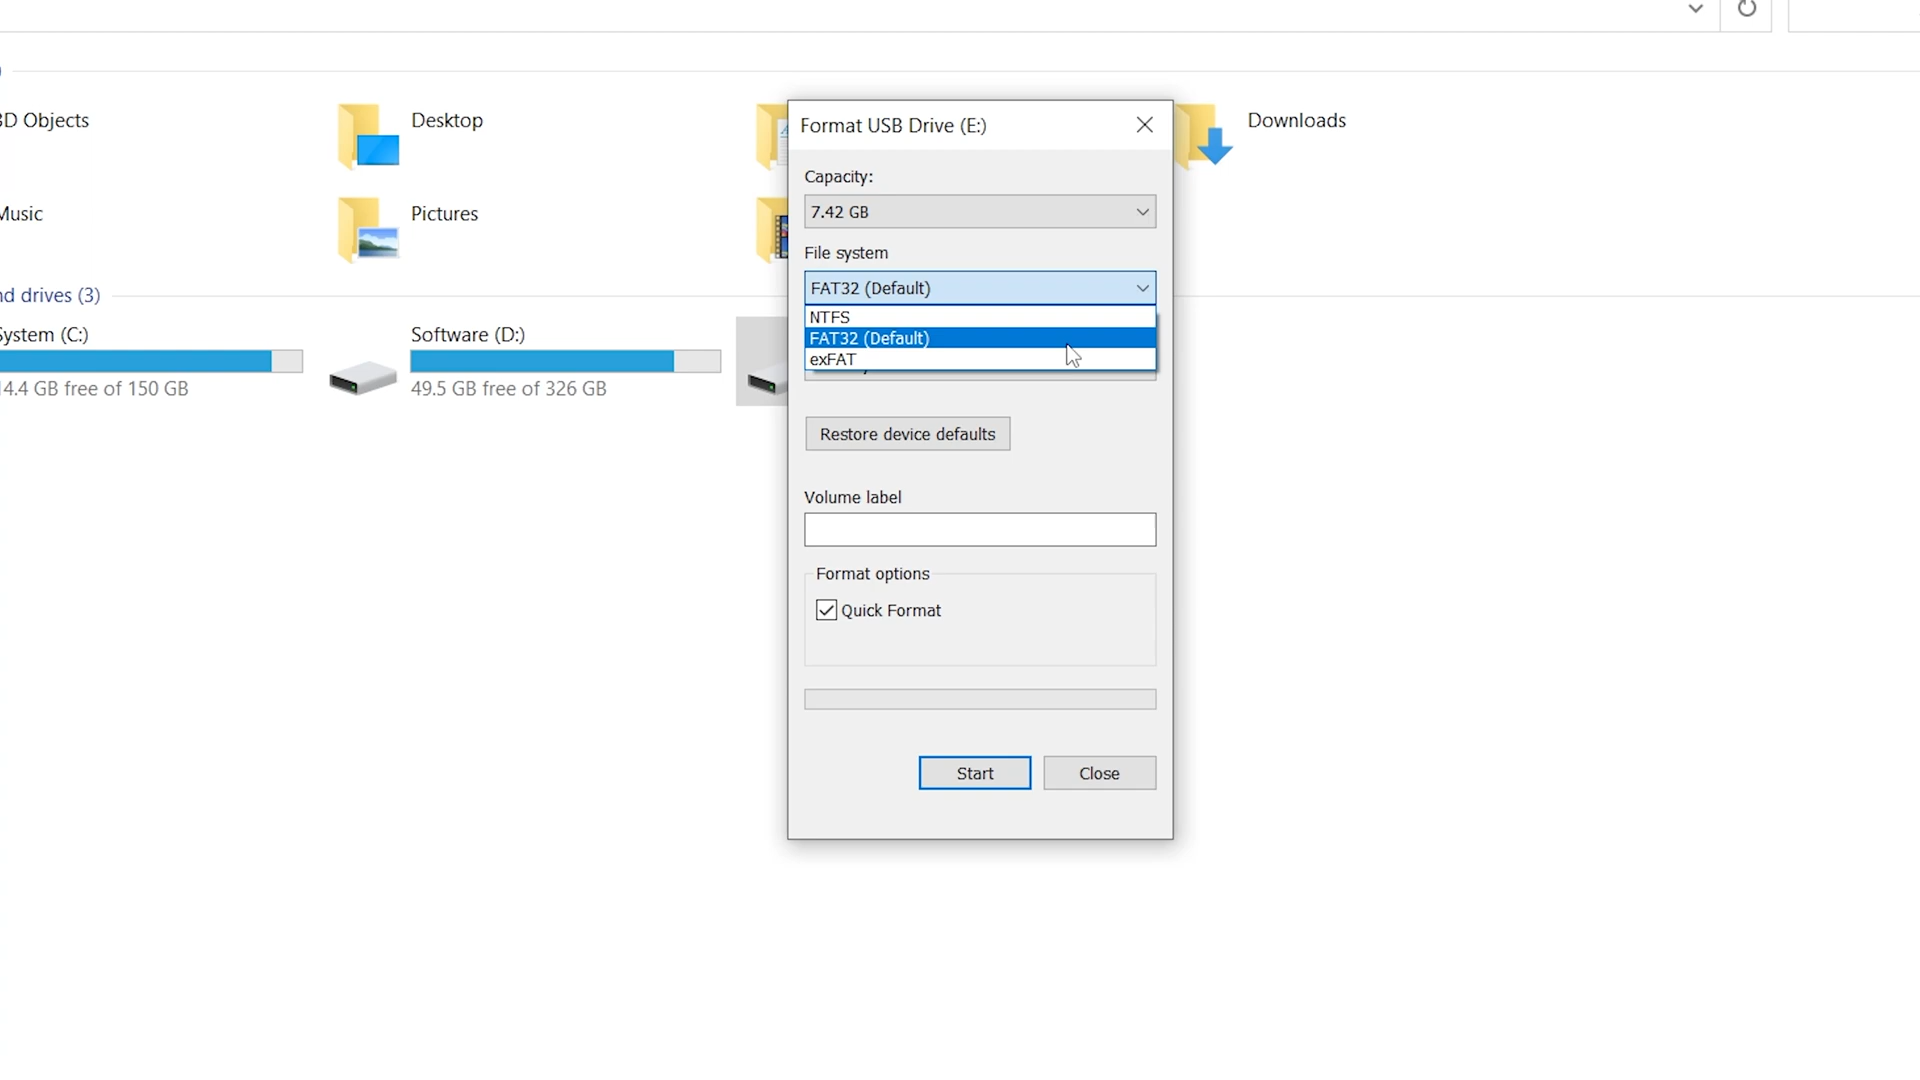 3D Objects
Desktop
Downloads
Music
Pictures
nd drives (3)
System (C:)
14.4 GB free of 150 GB
Software (D:)
49.5 GB free of 326 GB
Format USB Drive (E:)
Capacity:
7.42 GB
File system
FAT32 (Default)
NTFS
FAT32 (Default)
exFAT
Restore device defaults
Volume label
Format options
Quick Format
Start
Close